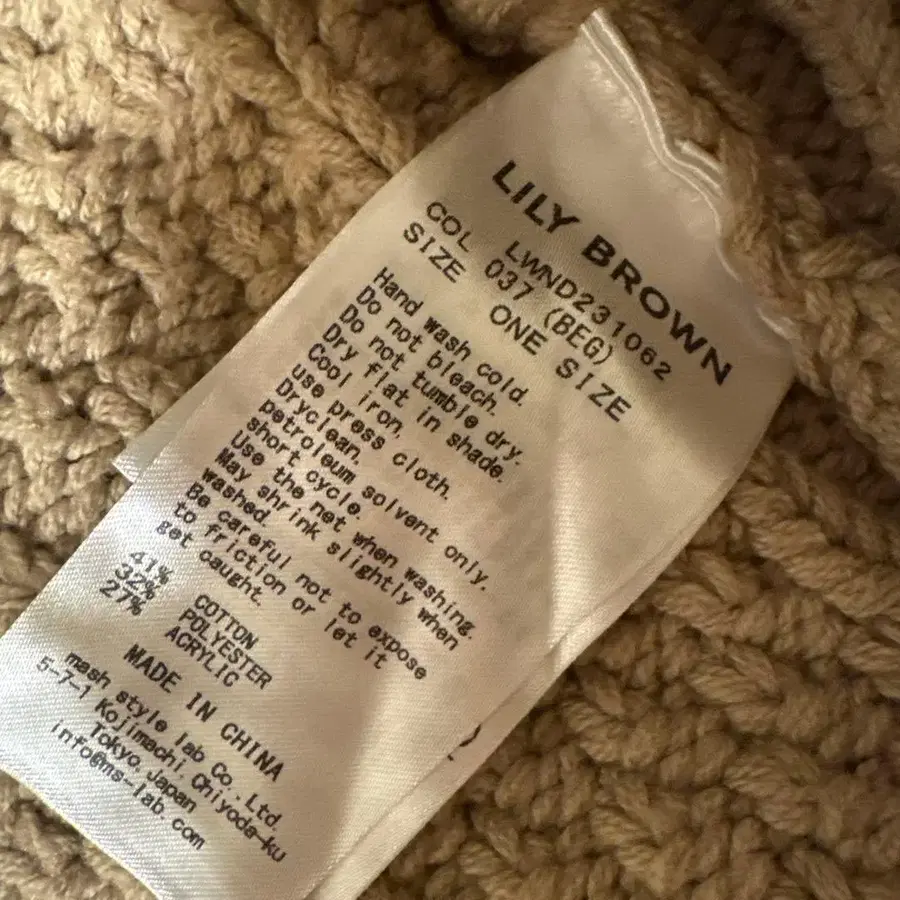 LILY BROWN
LWND231062
COL 037 (BEG)
SIZE ONE SIZE
Hand wash cold.
Do not bleach.
Do not tumble dry.
Dry flat in shade.
Cool iron,
use press cloth.
Dryclean,
petroleum solvent only.
short cycle.
Use the net when washing.
May shrink slightly when
washed.
Be careful not to expose
to friction or let it
get caught.
41% COTTON
32% POLYESTER
27% ACRYLIC
MADE IN CHINA
mash style lab Co., Ltd.
5-7-1 Kojimachi, Chiyoda-ku
Tokyo, Japan
info@ms-lab.com